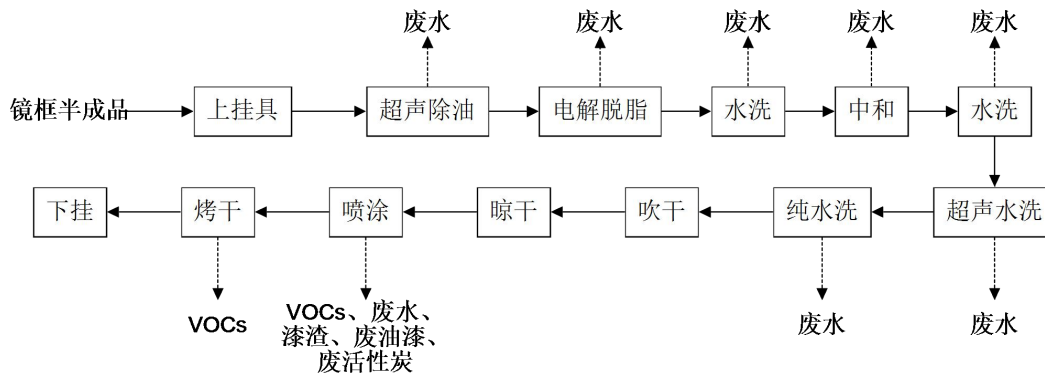 废水 废水 废水 废水 废水
镜框半成品 上挂具 超声除油 电解脱脂 水洗 中和 水洗
下挂 烤干 喷涂 晾干 吹干 纯水洗 超声水洗
VOCs VOCs、废水、 废水 废水
漆渣、废油漆、
废活性炭